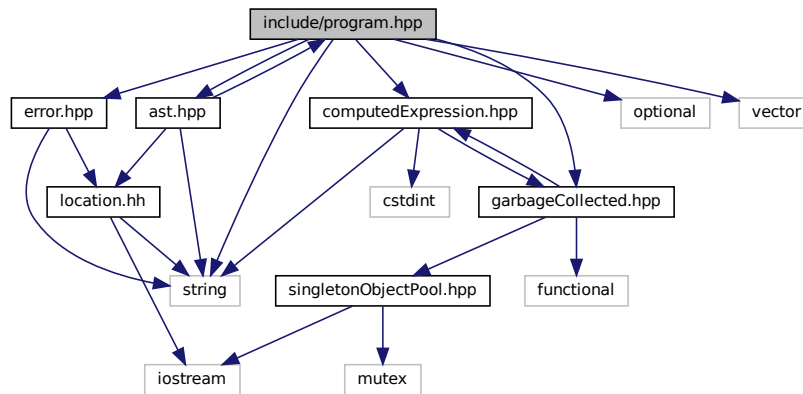 include/program.hpp
error.hpp
ast.hpp
computedExpression.hpp
optional
vector
location.hh
cstdint
garbageCollected.hpp
string
singletonObjectPool.hpp
functional
iostream
mutex